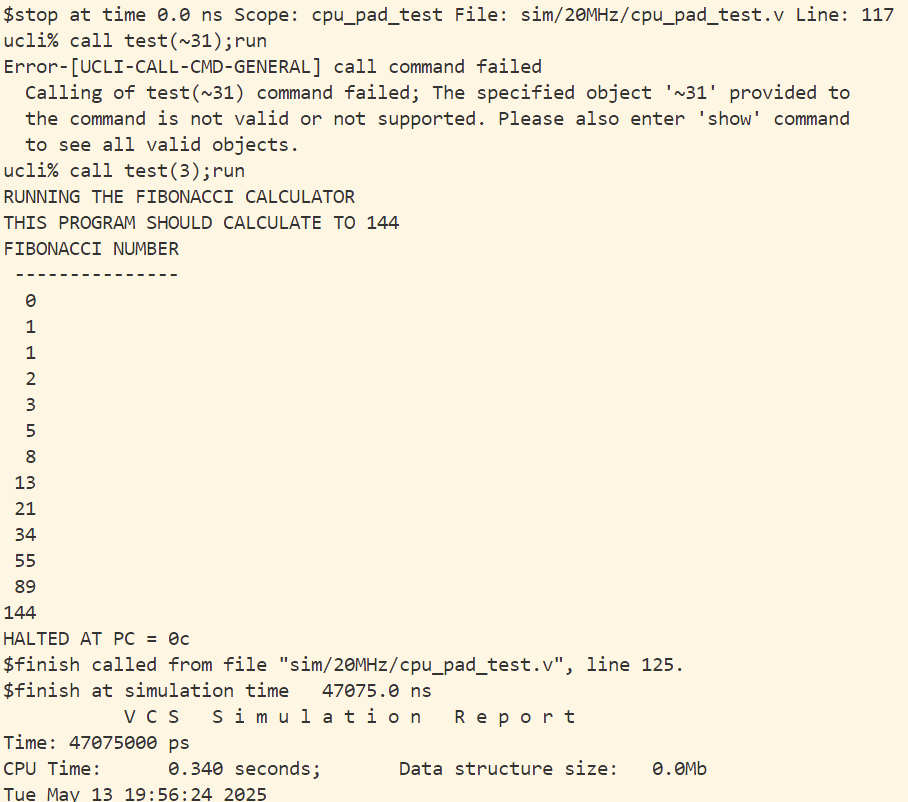 $stop at time 0.0 ns Scope: cpu_pad_test File: sim/20MHz/cpu_pad_test.v Line: 117
ucli% call test(~31);run
Error-[UCLI-CALL-CMD-GENERAL] call command failed
  Calling of test(~31) command failed; The specified object '~31' provided to
  the command is not valid or not supported. Please also enter 'show' command
  to see all valid objects.
ucli% call test(3);run
RUNNING THE FIBONACCI CALCULATOR
THIS PROGRAM SHOULD CALCULATE TO 144
FIBONACCI NUMBER
 ---------------
  0
  1
  1
  2
  3
  5
  8
 13
 21
 34
 55
 89
144
HALTED AT PC = 0c
$finish called from file "sim/20MHz/cpu_pad_test.v", line 125.
$finish at simulation time   47075.0 ns
           V C S   S i m u l a t i o n   R e p o r t
Time: 47075000 ps
CPU Time:      0.340 seconds;       Data structure size:   0.0Mb
Tue May 13 19:56:24 2025